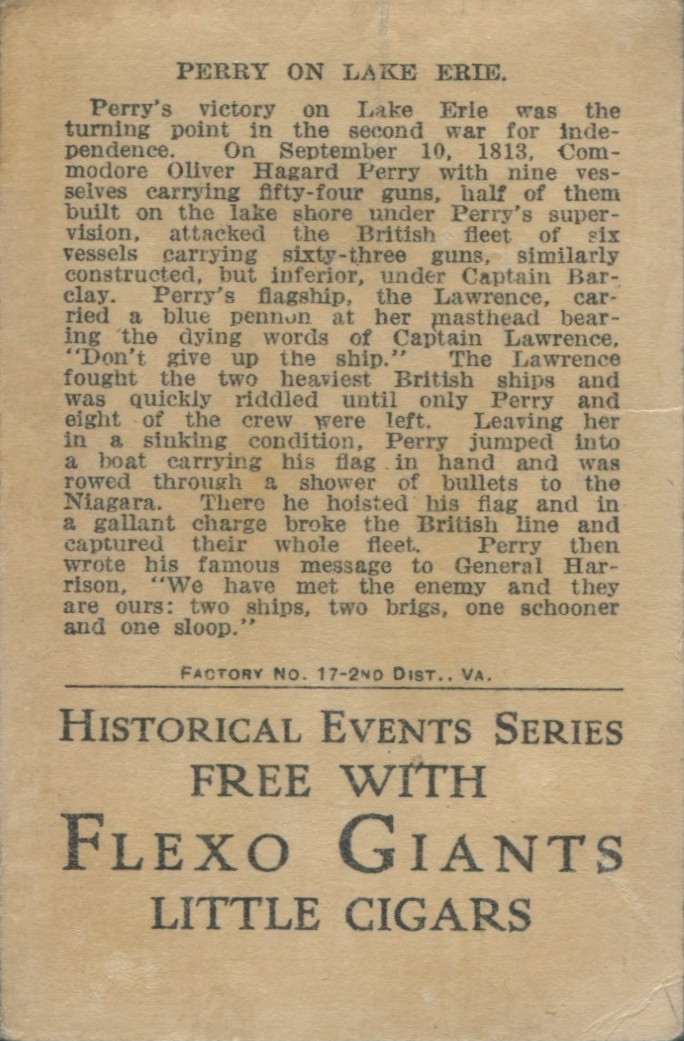 PERRY ON LAKE ERIE.
Perry's victory on Lake Erie was the
turning point in the second war for inde-
pendence. On September 10, 1813, Com-
modore Oliver Hagard Perry with nine ves-
selves carrying fifty-four guns, half of them
built on the lake shore under Perry's super-
vision, attacked the British fleet of six
vessels carrying sixty-three guns, similarly
constructed, but inferior, under Captain Bar-
clay. Perry's flagship, the Lawrence, car-
ried a blue pennon at her masthead bear-
ing the dying words of Captain Lawrence,
"Don't give up the ship." The Lawrence
fought the two heaviest British ships and
was quickly riddled until only Perry and
eight of the crew were left. Leaving her
in a sinking condition, Perry jumped into
a boat carrying his flag in hand and was
rowed through a shower of bullets to the
Niagara. There he hoisted his flag and in
a gallant charge broke the British line and
captured their whole fleet. Perry then
wrote his famous message to General Har-
rison, "We have met the enemy and they
are ours: two ships, two brigs, one schooner
and one sloop."
FACTORY NO. 17-2ND DIST., VA.
HISTORICAL EVENTS SERIES
FREE WITH
FLEXO GIANTS
LITTLE CIGARS